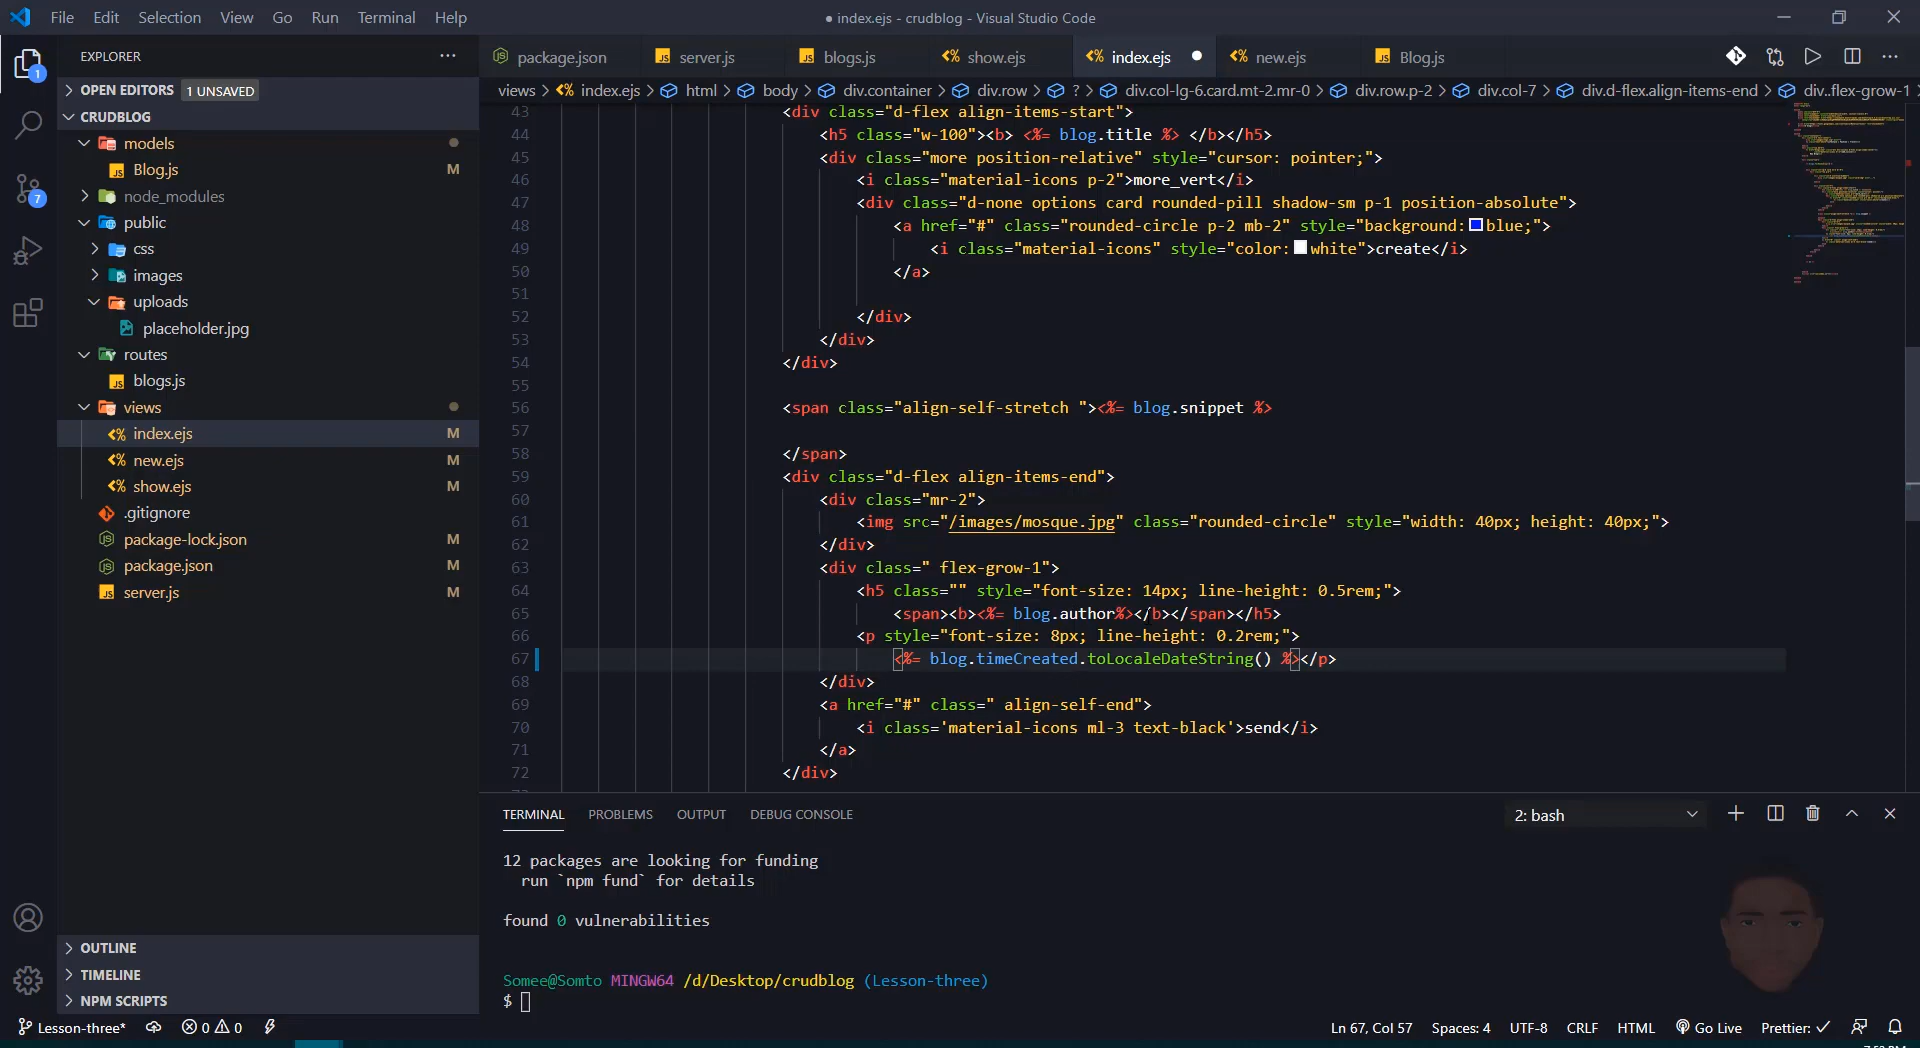 File Edit Selection View Go Run Terminal Help
● index.ejs - crudblog - Visual Studio Code
EXPLORER
OPEN EDITORS 1 UNSAVED
CRUDBLOG
models
Blog.js M
node_modules
public
css
images
uploads
placeholder.jpg
routes
blogs.js
views
index.ejs M
new.ejs M
show.ejs M
.gitignore
package-lock.json M
package.json M
server.js M
OUTLINE
TIMELINE
NPM SCRIPTS
1
7
package.json server.js blogs.js show.ejs index.ejs new.ejs Blog.js
views > index.ejs > html > body > div.container > div.row > ? > div.col-lg-6.card.mt-2.mr-0 > div.row.p-2 > div.col-7 > div.d-flex.align-items-end > div..flex-grow-1 >
43 <div class="d-flex align-items-start">
44 <h5 class="w-100"><b> <%= blog.title %> </b></h5>
45 <div class="more position-relative" style="cursor: pointer;">
46 <i class="material-icons p-2">more_vert</i>
47 <div class="d-none options card rounded-pill shadow-sm p-1 position-absolute">
48 <a href="#" class="rounded-circle p-2 mb-2" style="background:blue;">
49 <i class="material-icons" style="color:white">create</i>
50 </a>
51
52 </div>
53 </div>
54 </div>
55
56 <span class="align-self-stretch "><%= blog.snippet %>
57
58 </span>
59 <div class="d-flex align-items-end">
60 <div class="mr-2">
61 <img src="/images/mosque.jpg" class="rounded-circle" style="width: 40px; height: 40px;">
62 </div>
63 <div class=" flex-grow-1">
64 <h5 class="" style="font-size: 14px; line-height: 0.5rem;">
65 <span><b><%= blog.author%></b></span></h5>
66 <p style="font-size: 8px; line-height: 0.2rem;">
67 <%= blog.timeCreated.toLocaleDateString() %></p>
68 </div>
69 <a href="#" class=" align-self-end">
70 <i class='material-icons ml-3 text-black'>send</i>
71 </a>
72 </div>
TERMINAL PROBLEMS OUTPUT DEBUG CONSOLE 2: bash
12 packages are looking for funding
run `npm fund` for details
found 0 vulnerabilities
Somee@Somto MINGW64 /d/Desktop/crudblog (Lesson-three)
$
Lesson-three* 0 0 Ln 67, Col 57 Spaces: 4 UTF-8 CRLF HTML Go Live Prettier: ✓